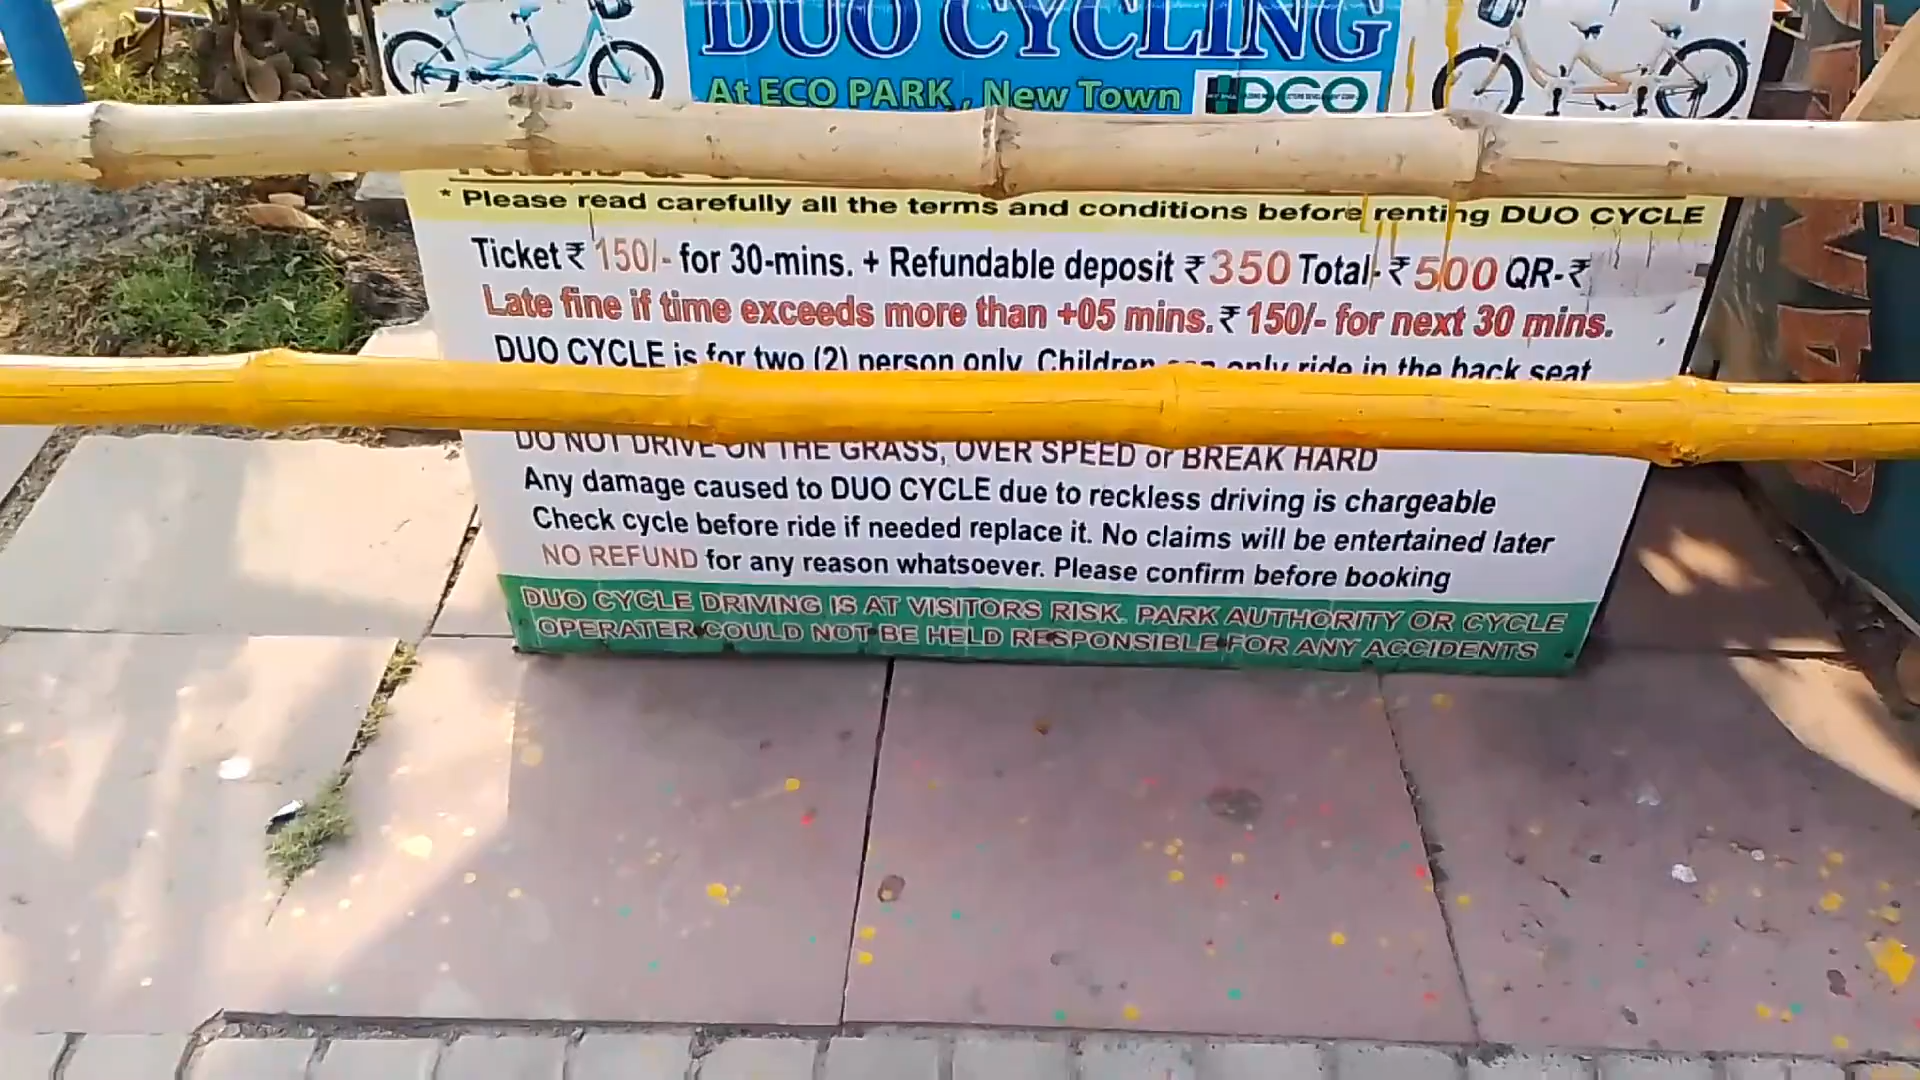 DUO CYCLING
At ECO PARK, New Town
* Please read carefully all the terms and conditions before renting DUO CYCLE
Ticket ₹ 150/- for 30-mins. + Refundable deposit ₹ 350 Total- ₹ 500 QR-₹
Late fine if time exceeds more than +05 mins. ₹ 150/- for next 30 mins.
DUO CYCLE is for two (2) person only. Children can only ride in the back seat
DO NOT DRIVE ON THE GRASS, OVER SPEED or BREAK HARD
Any damage caused to DUO CYCLE due to reckless driving is chargeable
Check cycle before ride if needed replace it. No claims will be entertained later
NO REFUND for any reason whatsoever. Please confirm before booking
DUO CYCLE DRIVING IS AT VISITORS RISK. PARK AUTHORITY OR CYCLE
OPERATER COULD NOT BE HELD RESPONSIBLE FOR ANY ACCIDENTS